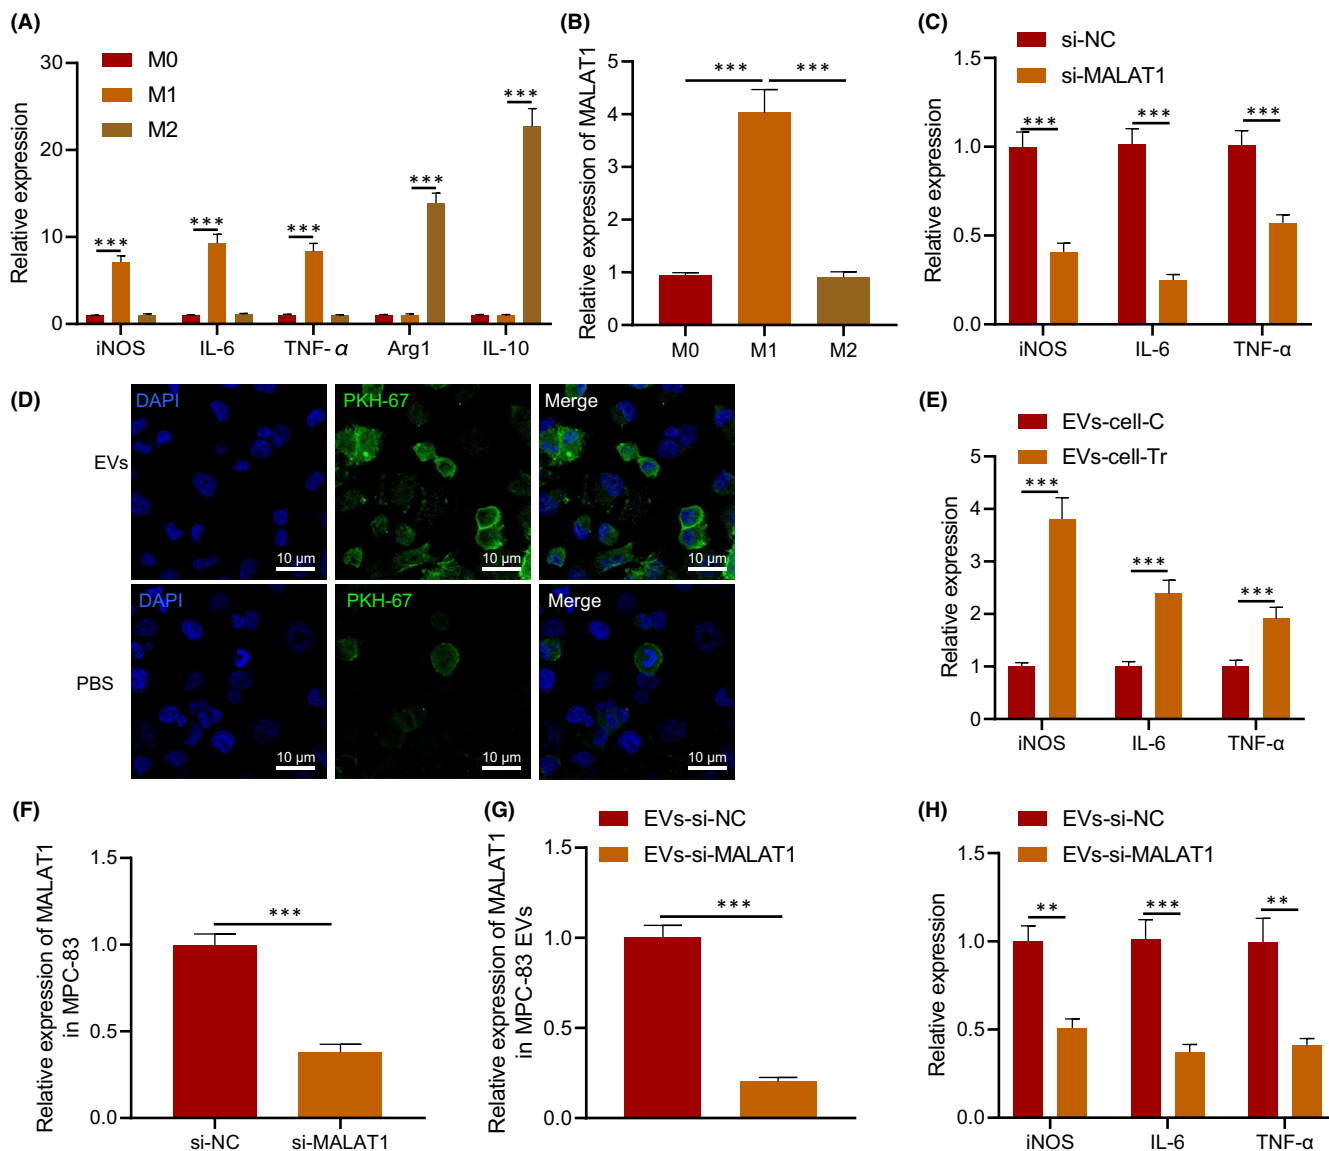 (A)
M0
M1
M2
Relative expression
30
20
10
0
***
***
***
***
***
iNOS
IL-6
TNF-α
Arg1
IL-10
(B)
Relative expression of MALAT1
5
4
3
2
1
0
***
***
M0
M1
M2
(C)
si-NC
si-MALAT1
Relative expression
1.5
1.0
0.5
0.0
***
***
***
iNOS
IL-6
TNF-α
(D)
EVs
DAPI
10 µm
PKH-67
10 µm
Merge
10 µm
PBS
DAPI
10 µm
PKH-67
10 µm
Merge
10 µm
(E)
EVs-cell-C
EVs-cell-Tr
Relative expression
5
4
3
2
1
0
***
***
***
iNOS
IL-6
TNF-α
(F)
Relative expression of MALAT1
in MPC-83
1.5
1.0
0.5
0.0
***
si-NC
si-MALAT1
(G)
EVs-si-NC
EVs-si-MALAT1
Relative expression of MALAT1
in MPC-83 EVs
1.5
1.0
0.5
0.0
***
(H)
EVs-si-NC
EVs-si-MALAT1
Relative expression
1.5
1.0
0.5
0.0
**
***
**
iNOS
IL-6
TNF-α